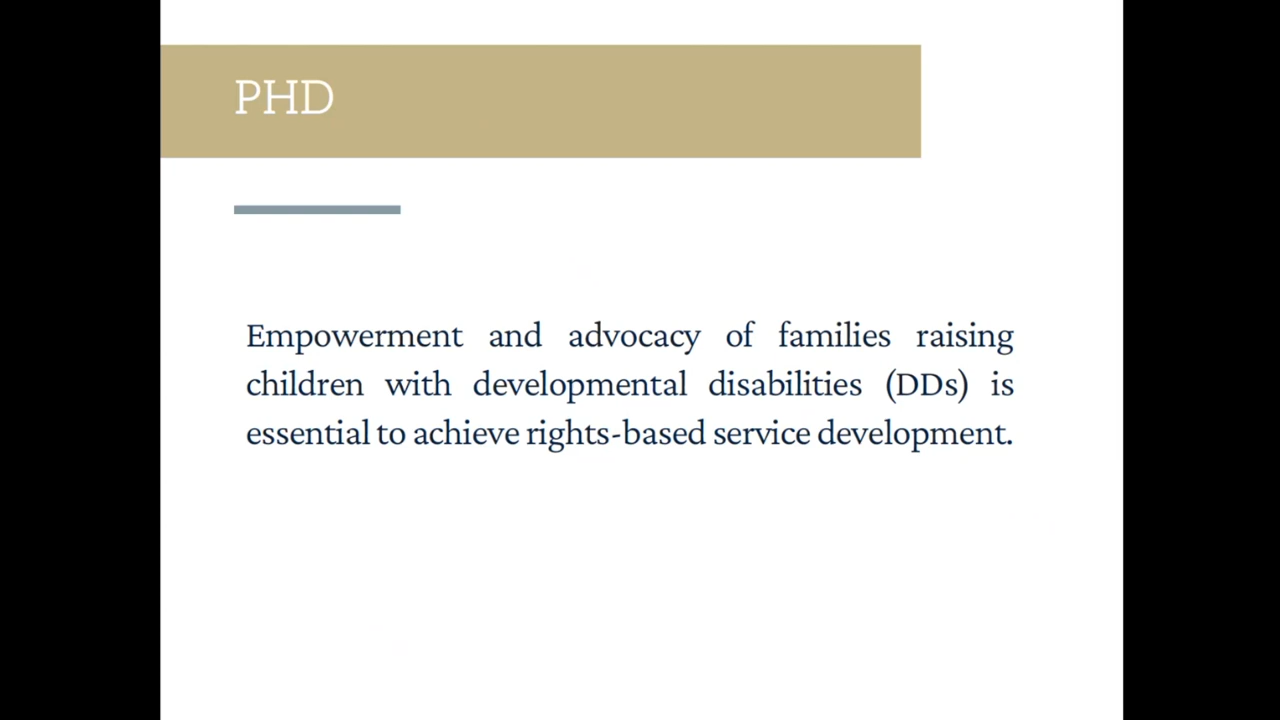 PHD
Empowerment and advocacy of families raising
children with developmental disabilities (DDs) is
essential to achieve rights-based service development.